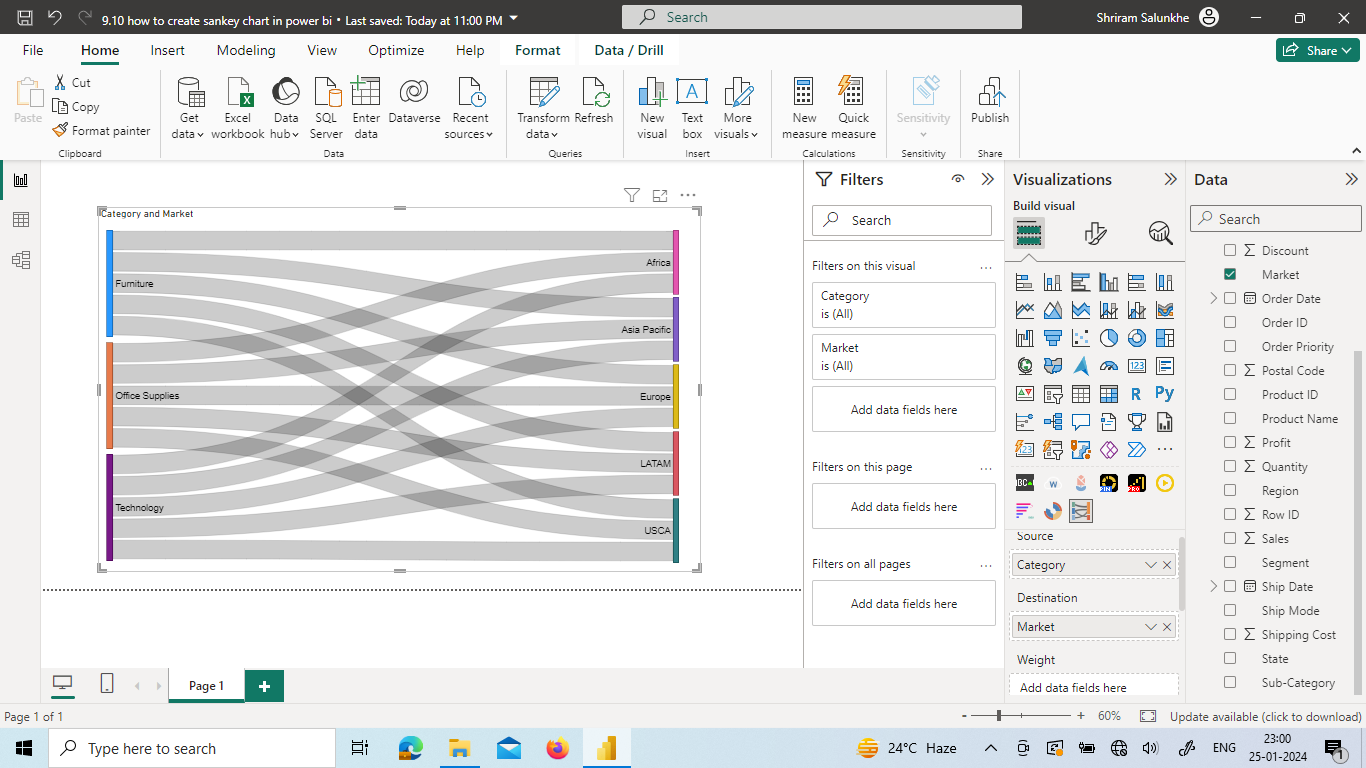 9.10 how to create sankey chart in power bi • Last saved: Today at 11:00 PM
Search
Shriram Salunkhe
File
Home
Insert
Modeling
View
Optimize
Help
Format
Data / Drill
Share
Paste
Cut
Copy
Format painter
Clipboard
Get data
Excel workbook
Data hub
SQL Server
Enter data
Dataverse
Recent sources
Data
Transform data
Refresh
Queries
New visual
Text box
More visuals
Insert
New measure
Quick measure
Calculations
Sensitivity
Sensitivity
Publish
Share
Category and Market
Furniture
Office Supplies
Technology
Africa
Asia Pacific
Europe
LATAM
USCA
Filters
Search
Filters on this visual
...
Category
is (All)
Market
is (All)
Add data fields here
Filters on this page
...
Add data fields here
Filters on all pages
...
Add data fields here
Visualizations
Build visual
123
R
Py
123
BC
W
PIN
PRO
Source
Category
Destination
Market
Weight
Add data fields here
Data
Search
Discount
Market
Order Date
Order ID
Order Priority
Postal Code
Product ID
Product Name
Profit
Quantity
Region
Row ID
Sales
Segment
Ship Date
Ship Mode
Shipping Cost
State
Sub-Category
Page 1
+
Page 1 of 1
- + 60%
Update available (click to download)
Type here to search
24°C Haze
ENG
23:00
25-01-2024
1